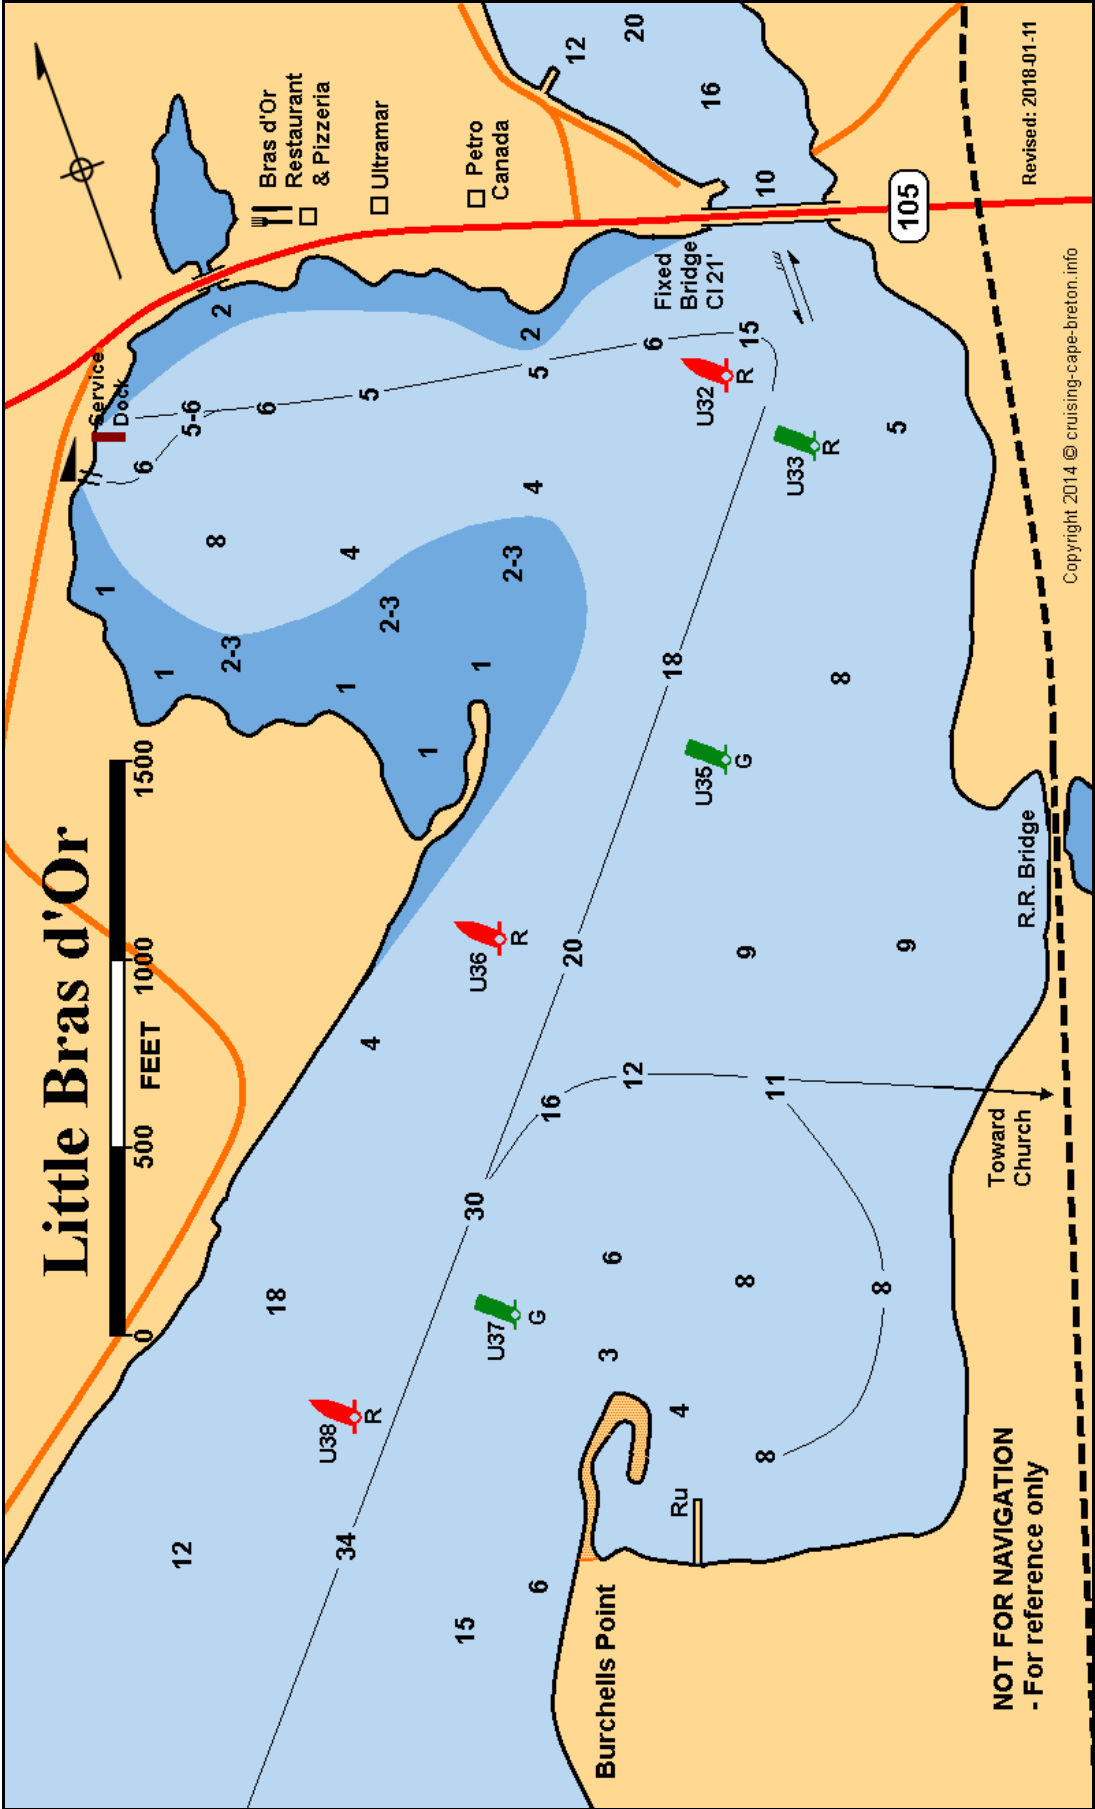 Little Bras d'Or
0
500
1000
1500
FEET
Service
Dock
Bras d'Or
Restaurant
& Pizzeria
Ultramar
Petro
Canada
12
20
16
10
105
Fixed
Bridge
Cl 21'
2
2
6
15
5
5
6
5-6
6
8
4
4
1
1
2-3
2-3
2-3
1
1
1
U32
R
U33
R
5
18
8
U35
G
U36
R
20
9
9
4
12
16
11
30
18
6
8
8
U37
G
3
4
8
U38
R
34
12
15
6
Ru
Burchells Point
Toward
Church
R.R. Bridge
NOT FOR NAVIGATION
- For reference only
Copyright 2014 © cruising-cape-breton.info
Revised: 2018-01-11